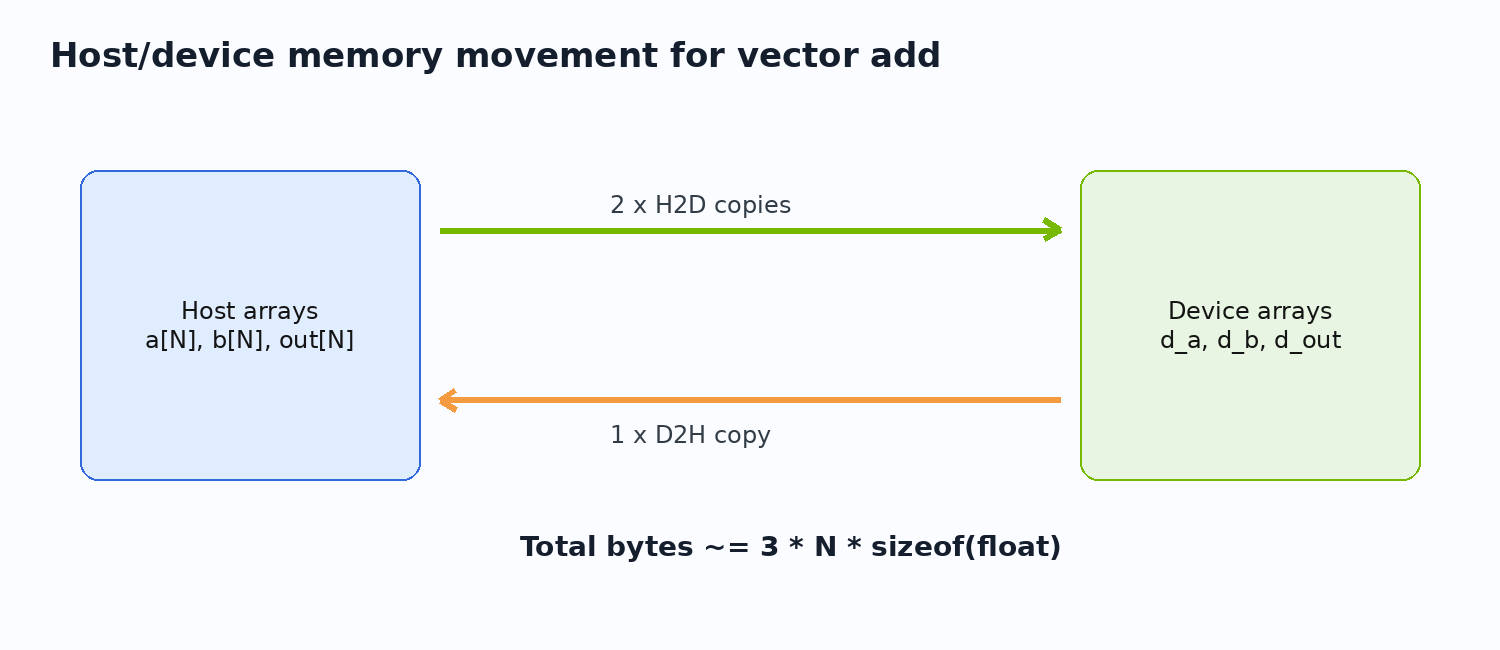 Host/device memory movement for vector add
2 x H2D copies
Host arrays
a[N], b[N], out[N]
Device arrays
d_a, d_b, d_out
1 x D2H copy
Total bytes ~= 3 * N * sizeof(float)